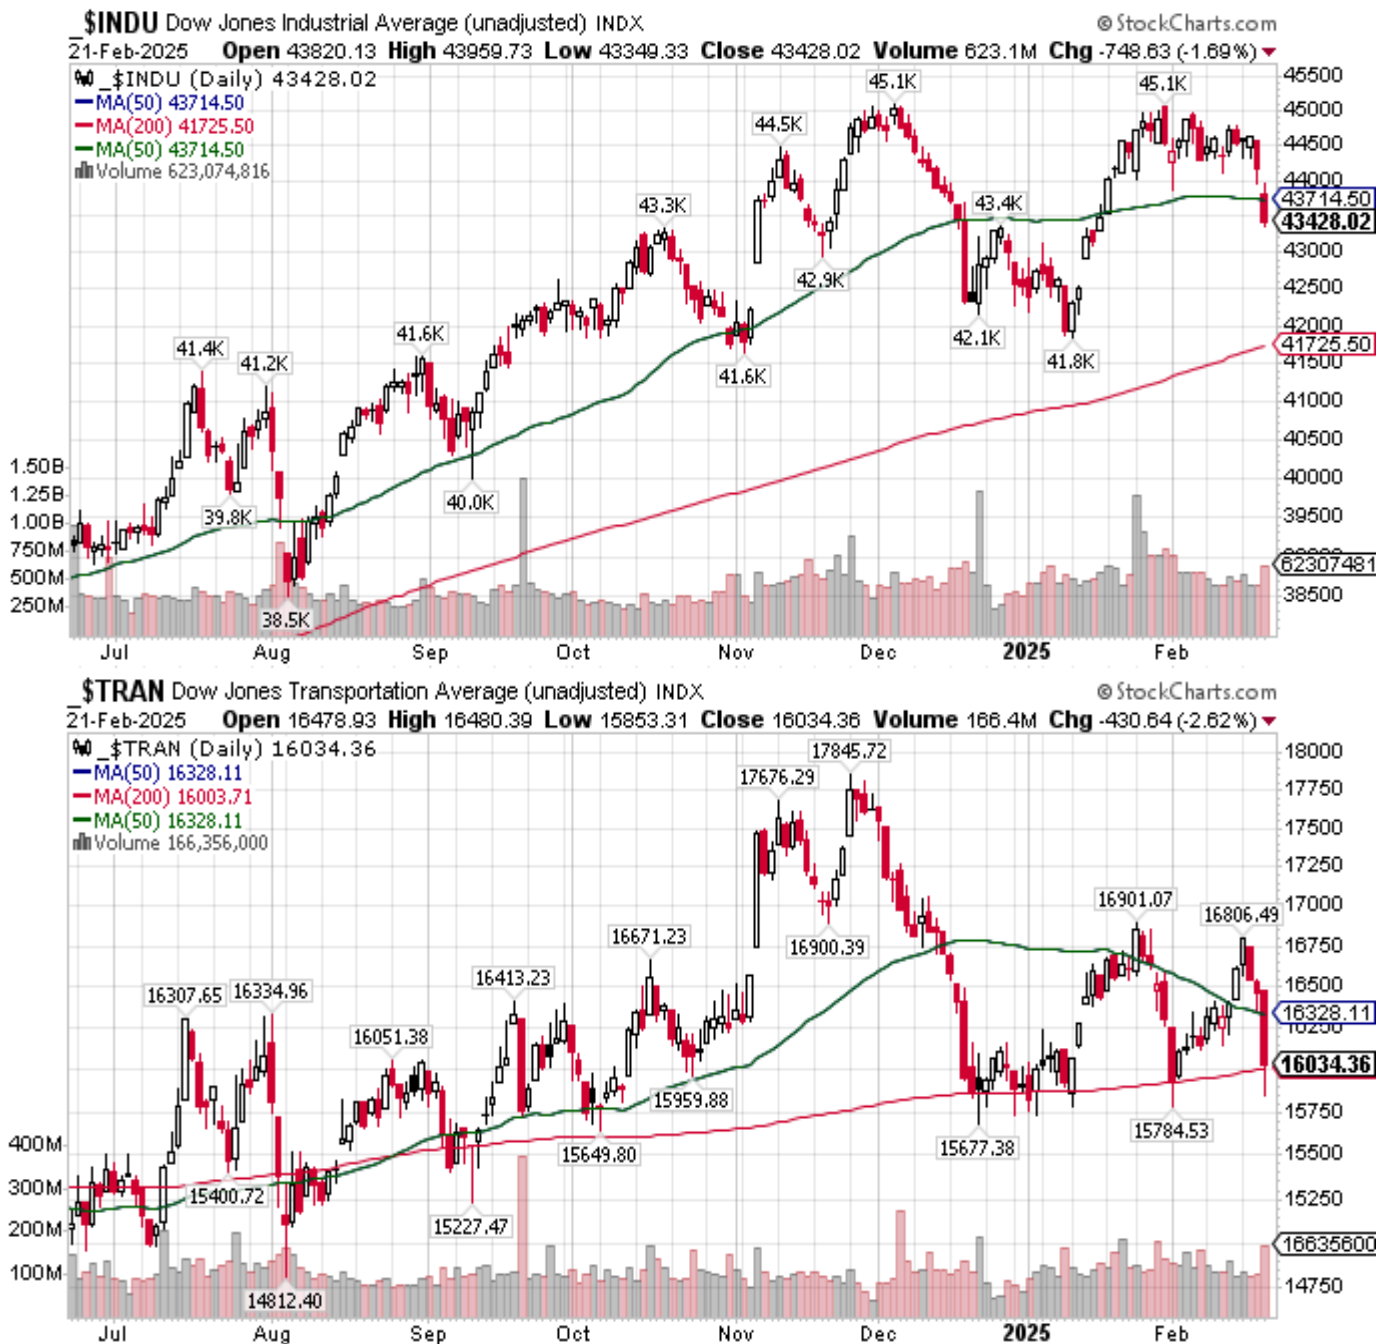 _$INDU Dow Jones Industrial Average (unadjusted) INDX © StockCharts.com
21-Feb-2025 Open 43820.13 High 43959.73 Low 43349.33 Close 43428.02 Volume 623.1M Chg -748.63 (-1.69%)
_$INDU (Daily) 43428.02
MA(50) 43714.50
MA(200) 41725.50
MA(50) 43714.50
Volume 623,074,816
45500
45.1K 45.1K
45000
44.5K
44500
44000
43714.50
43428.02
43.3K 43.4K
43000
42.9K
42500
42.1K
42000
41725.50
41.4K 41.2K 41.6K 41.6K 41.8K
41500
41000
40500
1.50B 40000
1.25B 40.0K
39.8K
1.00B 39500
750M
500M 62307481
250M 38500
38.5K
Jul Aug Sep Oct Nov Dec 2025 Feb
_$TRAN Dow Jones Transportation Average (unadjusted) INDX © StockCharts.com
21-Feb-2025 Open 16478.93 High 16480.39 Low 15853.31 Close 16034.36 Volume 166.4M Chg -430.64 (-2.62%)
_$TRAN (Daily) 16034.36
MA(50) 16328.11
MA(200) 16003.71
MA(50) 16328.11
Volume 166,356,000
17845.72
18000
17676.29
17750
17500
17250
17000
16901.07 16806.49
16671.23 16900.39
16750
16413.23
16500
16307.65 16334.96
16328.11
16250
16051.38
16034.36
15959.88
15750
15649.80 15677.38 15784.53
400M 15500
300M 15400.72
15250
200M 15227.47
16635600
100M
14750
14812.40
Jul Aug Sep Oct Nov Dec 2025 Feb